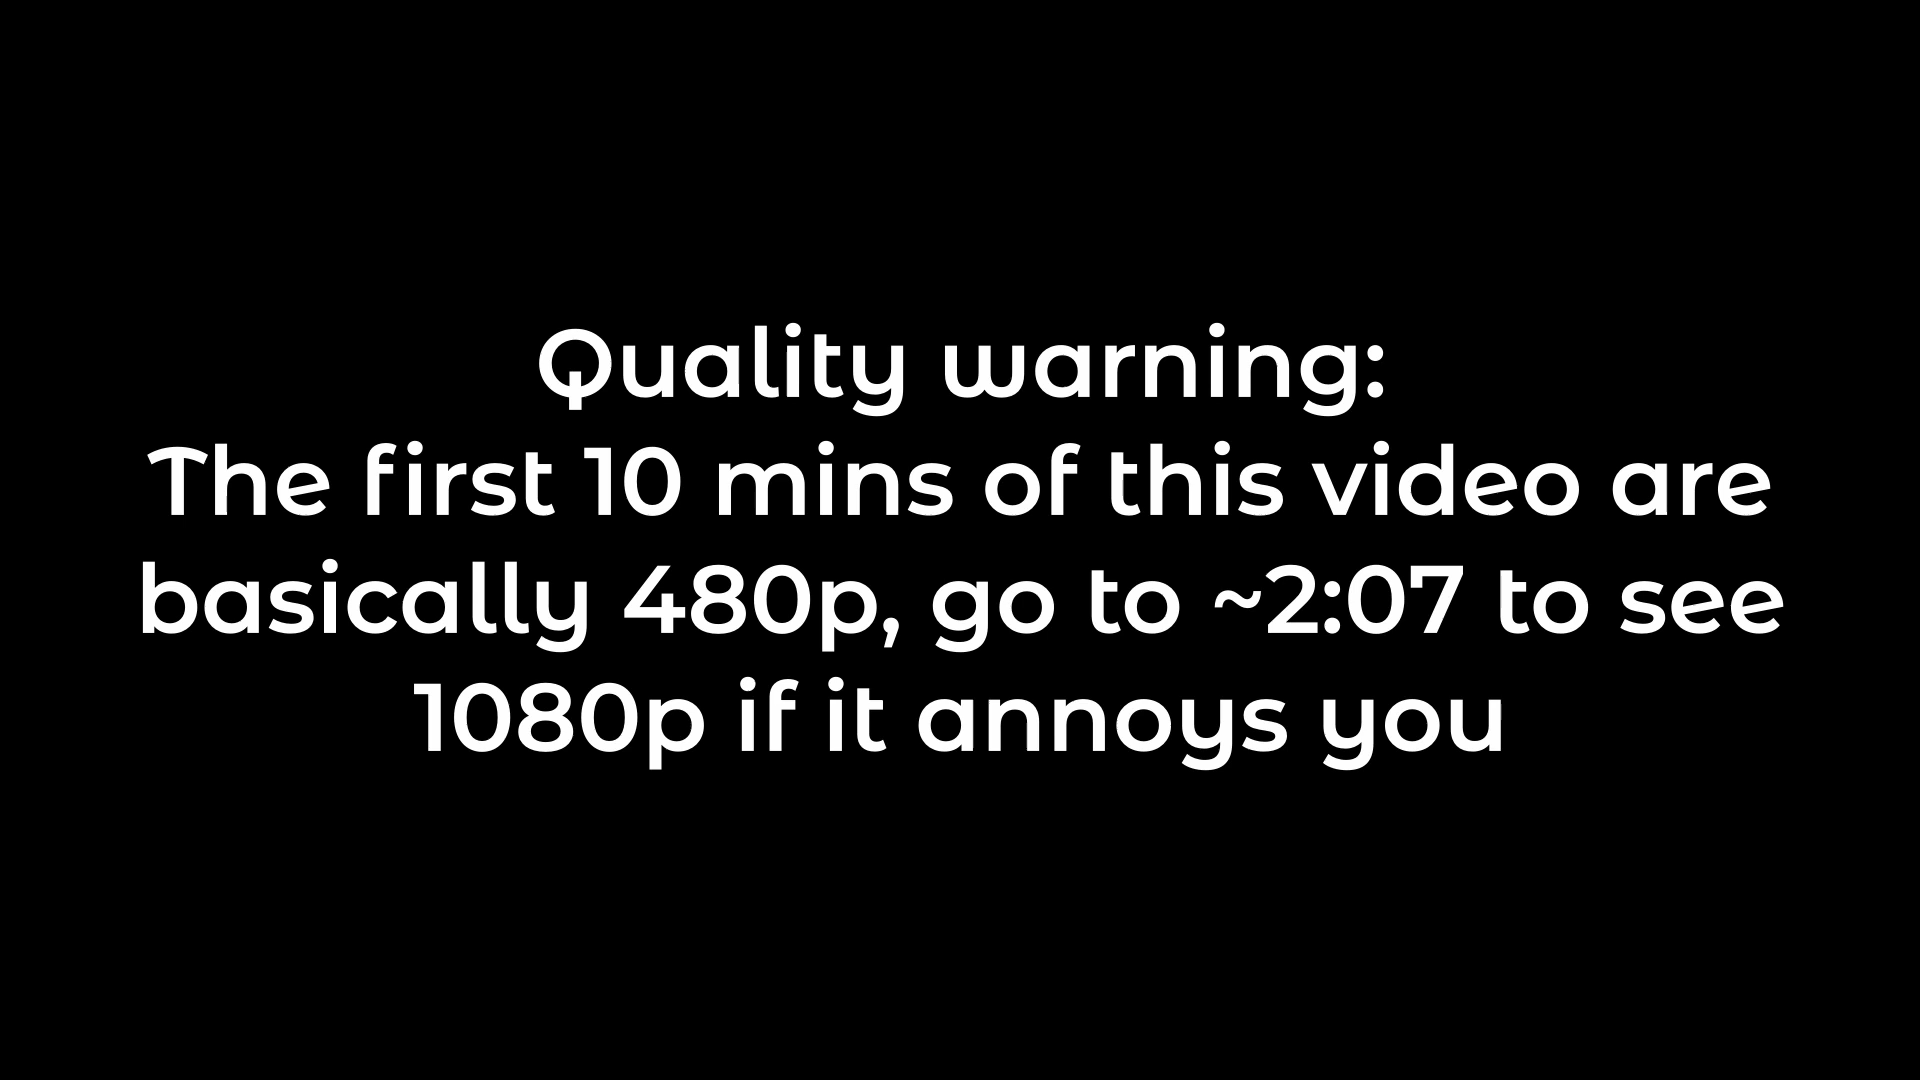 Quality warning:
The first 10 mins of this video are
basically 480p, go to ~2:07 to see
1080p if it annoys you